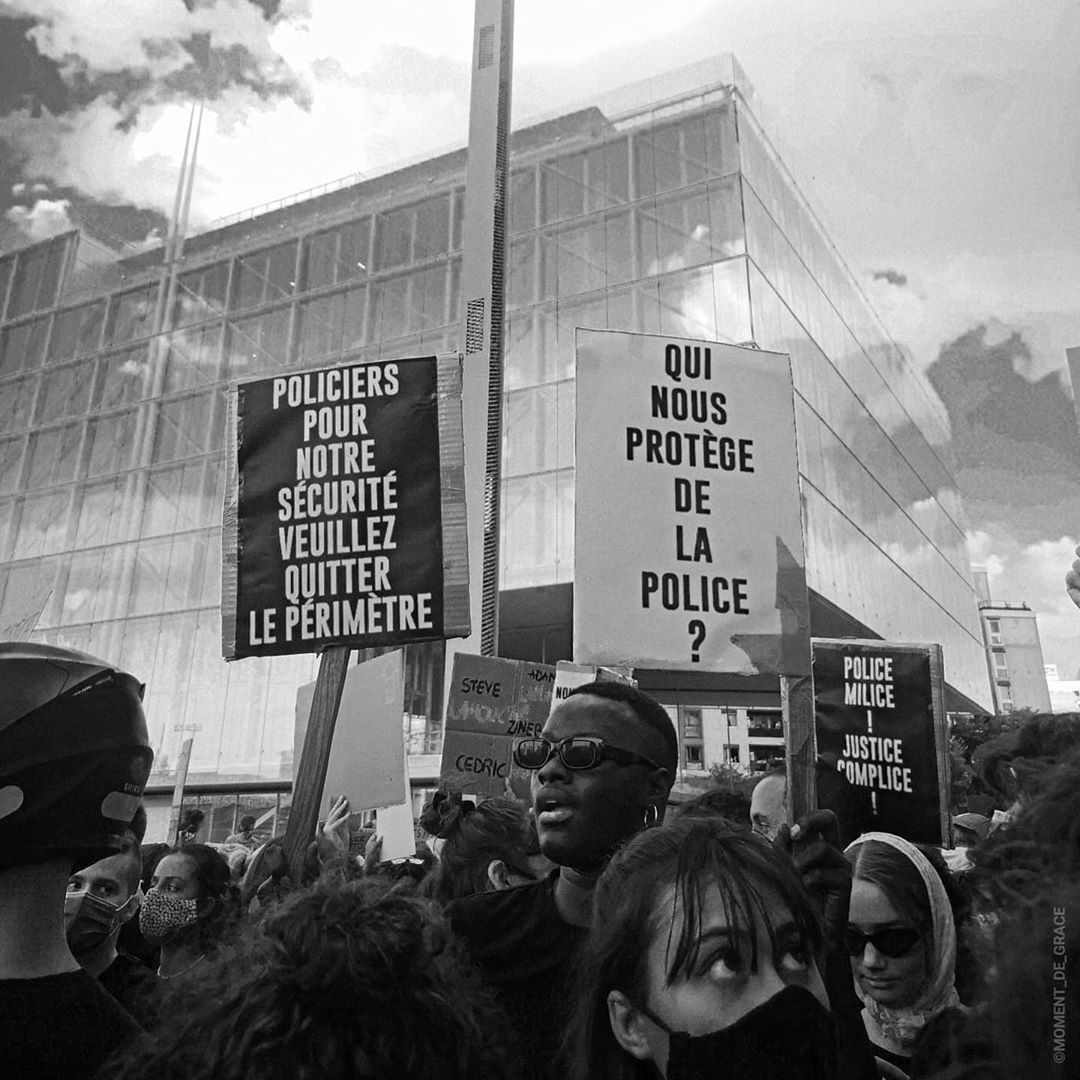 POLICIERS
POUR
NOTRE
SÉCURITÉ
VEUILLEZ
QUITTER
LE PÉRIMÈTRE
QUI
NOUS
PROTÈGE
DE
LA
POLICE
?
STEVE
ADAMA
ZINEB
CEDRIC
POLICE
MILICE
!
JUSTICE
COMPLICE
!
©MOMENT_DE_GRACE